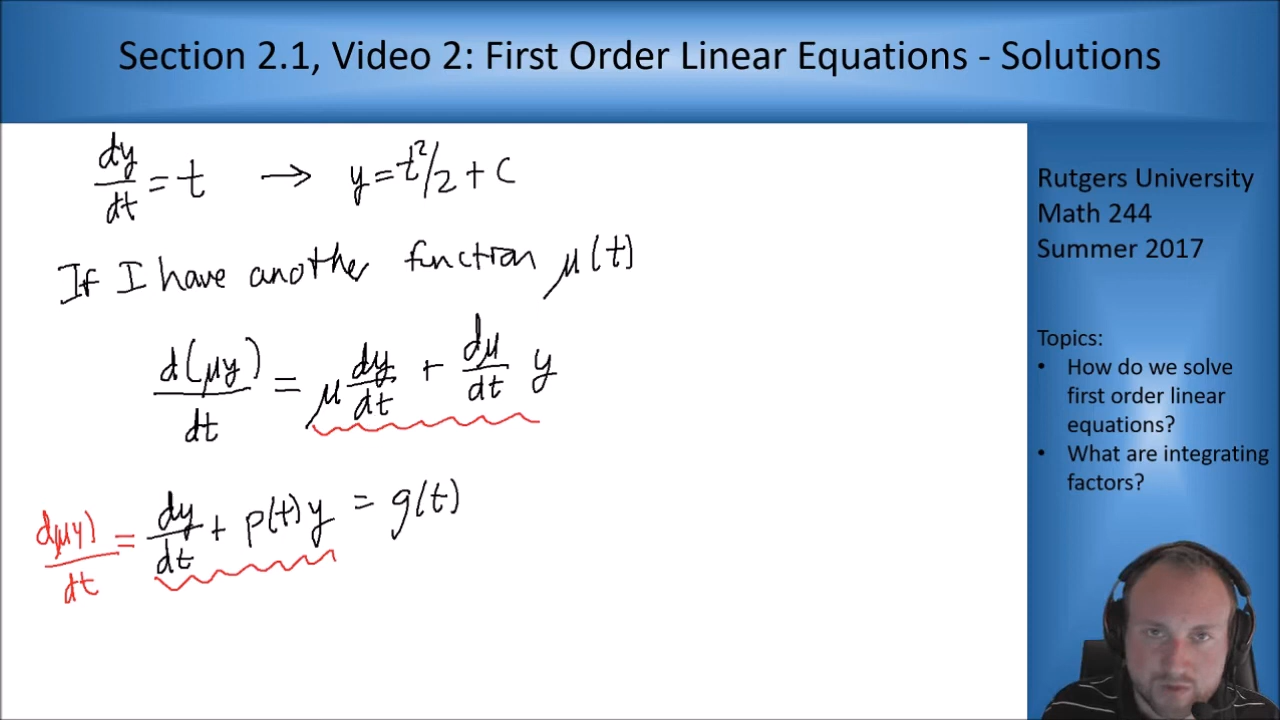 Section 2.1, Video 2: First Order Linear Equations - Solutions
dy/dt = t → y = t²/2 + C
If I have another function μ(t)
d(μy)/dt = μ dy/dt + dμ/dt y
d(μy)/dt = dy/dt + p(t)y = g(t)
Rutgers University
Math 244
Summer 2017
Topics:
• How do we solve
first order linear
equations?
• What are integrating
factors?